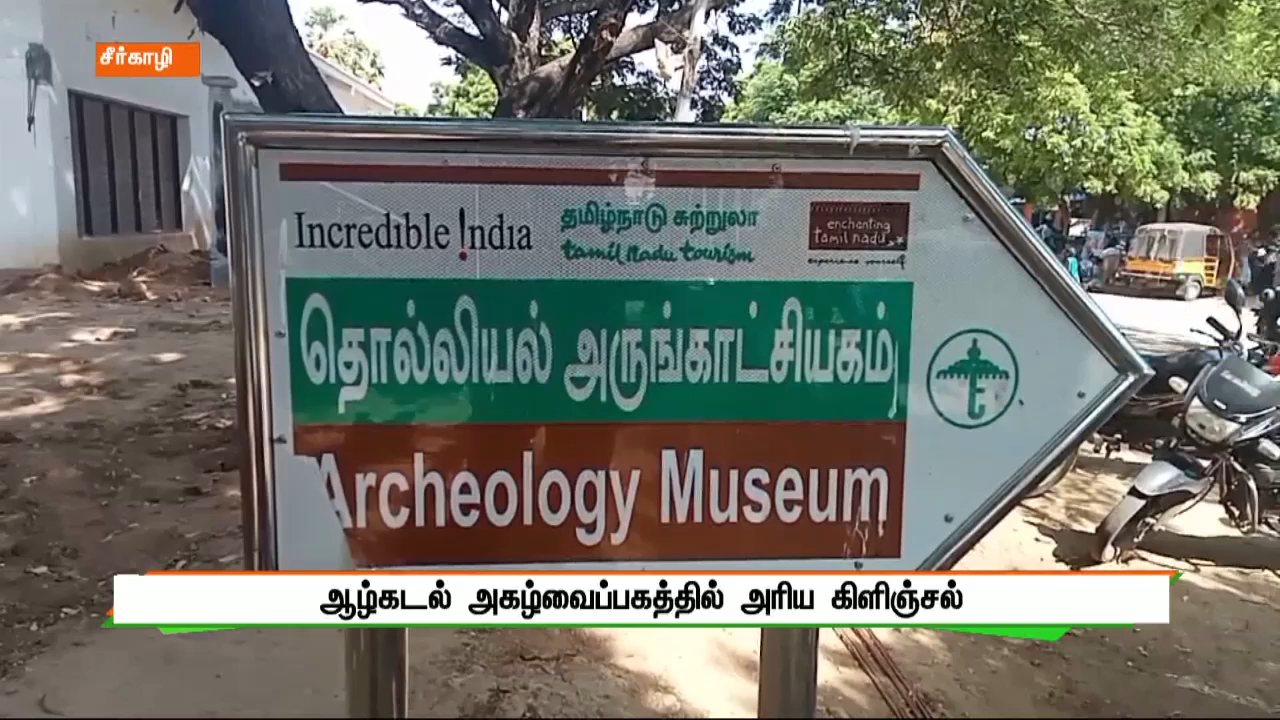 சீர்காழி
Incredible !ndia
தமிழ்நாடு சுற்றுலா
tamil nadu tourism
enchanting
tamil nadu
experience yourself
தொல்லியல் அருங்காட்சியகம்
Archeology Museum
ஆழ்கடல் அகழ்வைப்பகத்தில் அரிய கிளிஞ்சல்